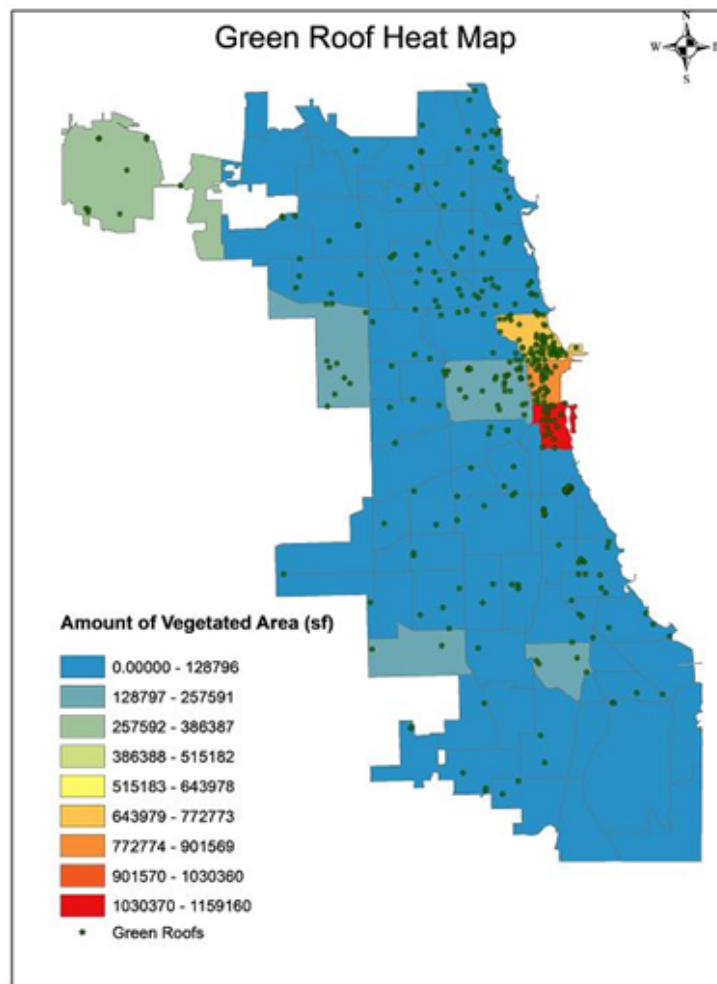 Green Roof Heat Map
N
W E
S
Amount of Vegetated Area (sf)
0.00000 - 128796
128797 - 257591
257592 - 386387
386388 - 515182
515183 - 643978
643979 - 772773
772774 - 901569
901570 - 1030360
1030370 - 1159160
Green Roofs